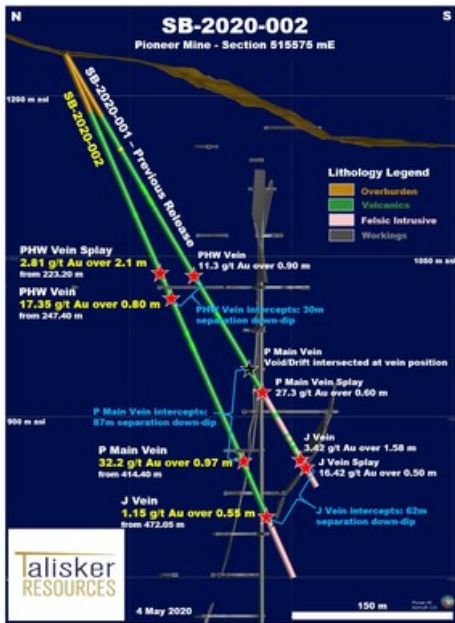 N
SB-2020-002
S
Pioneer Mine - Section 515575 mE
1200 m asl
SB-2020-001 – Previous Release
SB-2020-002
Lithology Legend
Overburden
Volcanics
Felsic Intrusive
Workings
PHW Vein Splay
2.81 g/t Au over 2.1 m
from 223.20 m
PHW Vein
11.3 g/t Au over 0.90 m
1050 m asl
PHW Vein
17.35 g/t Au over 0.80 m
from 247.40 m
PHW Vein intercepts: 30m
separation down-dip
P Main Vein
Void/Drift intersected at vein position
P Main Vein Splay
27.3 g/t Au over 0.60 m
P Main Vein intercepts:
87m separation down-dip
900 m asl
J Vein
3.42 g/t Au over 1.58 m
J Vein Splay
16.42 g/t Au over 0.50 m
P Main Vein
32.2 g/t Au over 0.97 m
from 414.40 m
J Vein
1.15 g/t Au over 0.55 m
from 472.05 m
J Vein intercepts: 62m
separation down-dip
Talisker
RESOURCES
4 May 2020
150 m